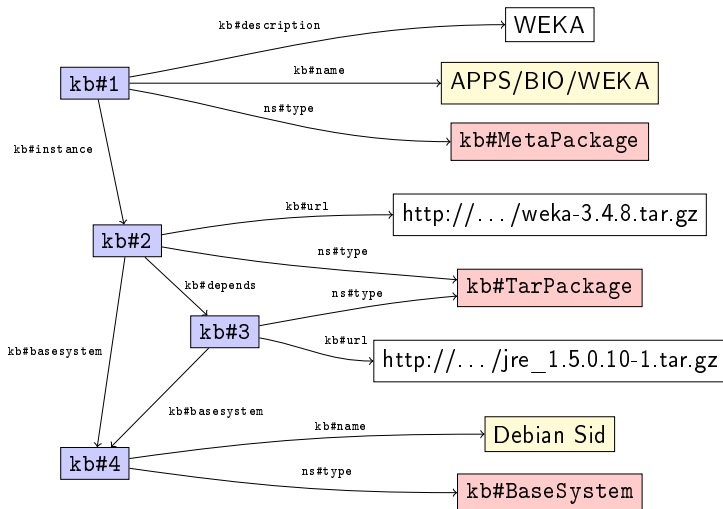 kb#description
WEKA
kb#1
kb#name
APPS/BIO/WEKA
ns#type
kb#MetaPackage
kb#instance
kb#2
kb#url
http://.../weka-3.4.8.tar.gz
ns#type
kb#TarPackage
kb#depends
ns#type
kb#3
kb#url
http://.../jre_1.5.0.10-1.tar.gz
kb#basesystem
kb#basesystem
kb#name
Debian Sid
kb#4
ns#type
kb#BaseSystem